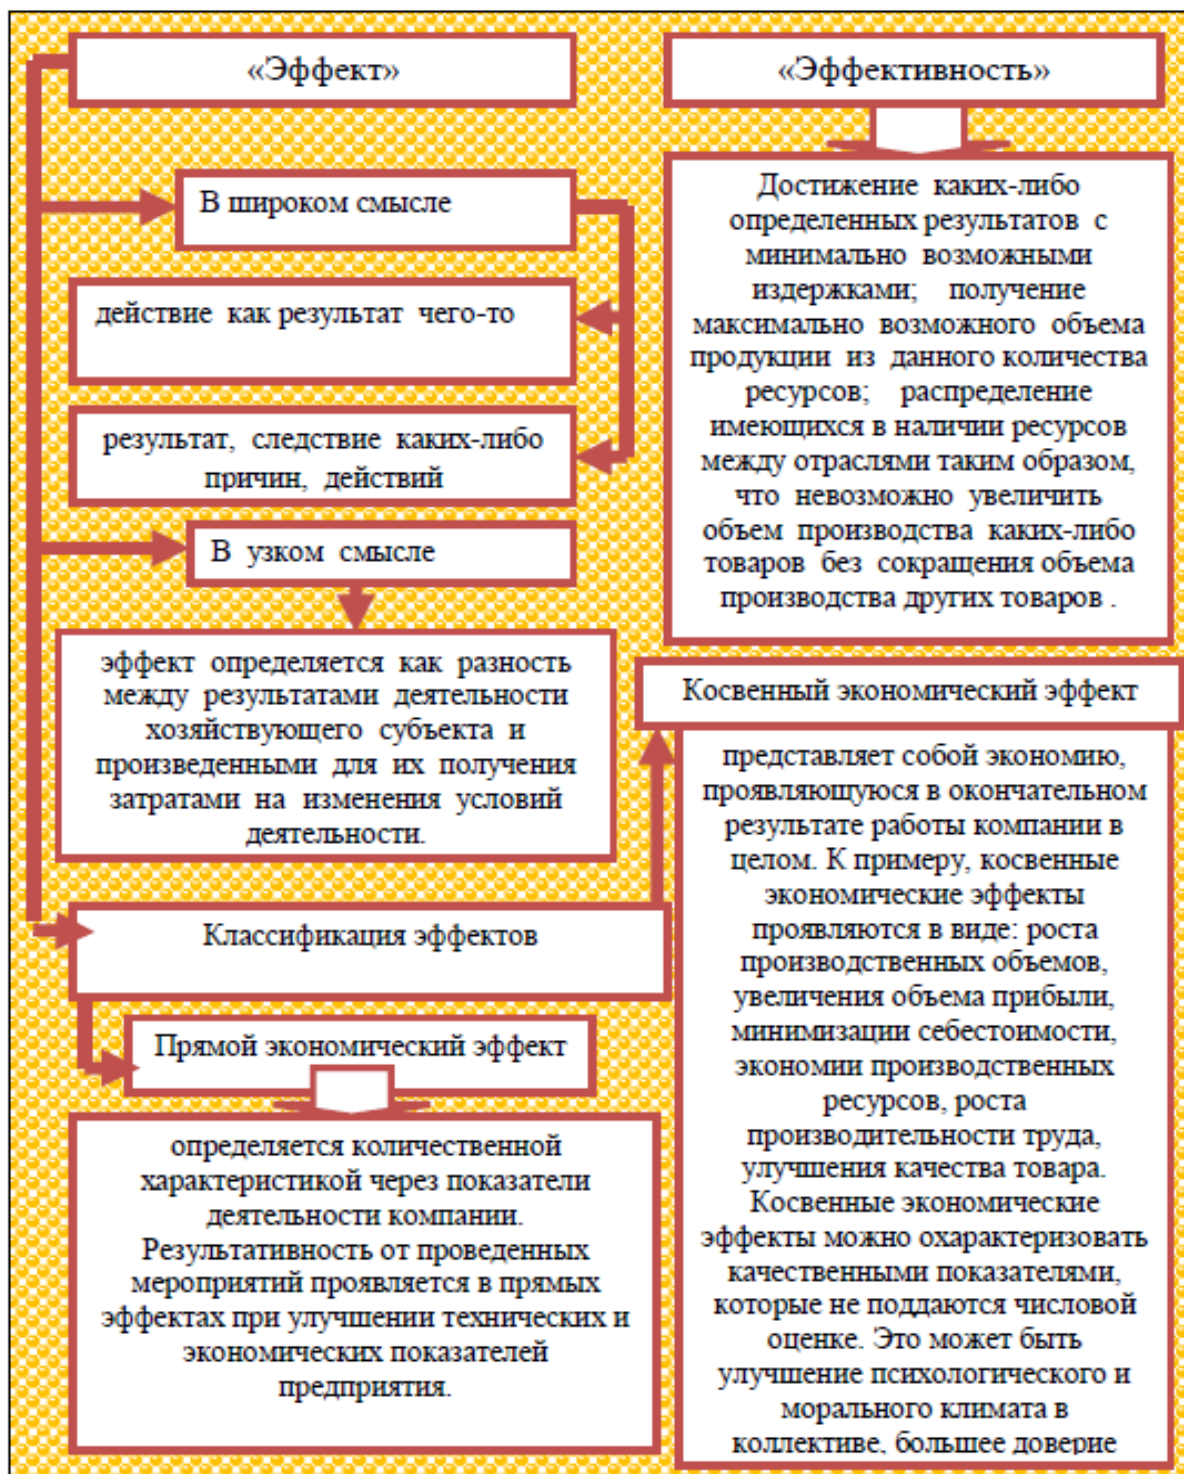 «Эффект»
«Эффективность»
В широком смысле
действие как результат чего-то
результат, следствие каких-либо
причин, действий
В узком смысле
эффект определяется как разность
между результатами деятельности
хозяйствующего субъекта и
произведенными для их получения
затратами на изменения условий
деятельности.
Достижение каких-либо
определенных результатов с
минимально возможными
издержками; получение
максимально возможного объема
продукции из данного количества
ресурсов; распределение
имеющихся в наличии ресурсов
между отраслями таким образом,
что невозможно увеличить
объем производства каких-либо
товаров без сокращения объема
производства других товаров .
Классификация эффектов
Прямой экономический эффект
определяется количественной
характеристикой через показатели
деятельности компании.
Результативность от проведенных
мероприятий проявляется в прямых
эффектах при улучшении технических и
экономических показателей
предприятия.
Косвенный экономический эффект
представляет собой экономию,
проявляющуюся в окончательном
результате работы компании в
целом. К примеру, косвенные
экономические эффекты
проявляются в виде: роста
производственных объемов,
увеличения объема прибыли,
минимизации себестоимости,
экономии производственных
ресурсов, роста
производительности труда,
улучшения качества товара.
Косвенные экономические
эффекты можно охарактеризовать
качественными показателями,
которые не поддаются числовой
оценке. Это может быть
улучшение психологического и
морального климата в
коллективе, большее доверие